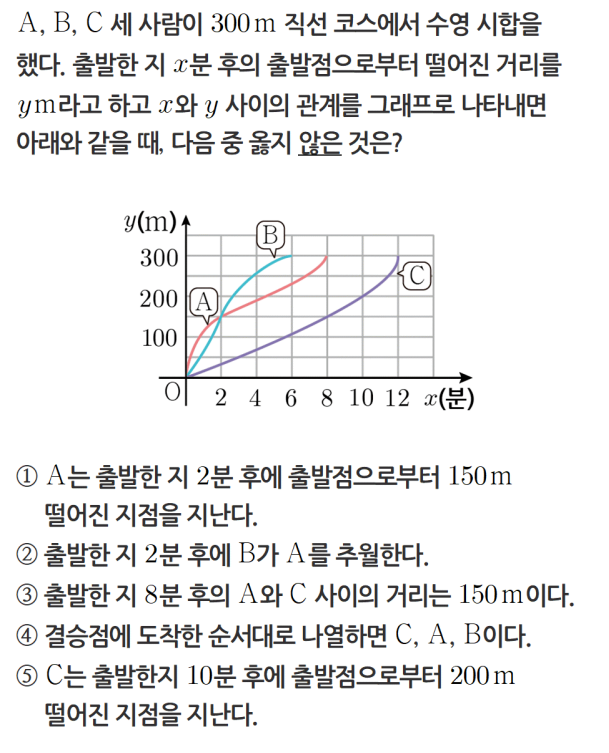 A, B, C 세 사람이 300 m 직선 코스에서 수영 시합을
했다. 출발한 지 x분 후의 출발점으로부터 떨어진 거리를
y m라고 하고 x와 y 사이의 관계를 그래프로 나타내면
아래와 같을 때, 다음 중 옳지 않은 것은?
y(m)
B
300
C
200
A
100
O
2 4 6 8 10 12 x(분)
① A는 출발한 지 2분 후에 출발점으로부터 150 m
떨어진 지점을 지난다.
② 출발한 지 2분 후에 B가 A를 추월한다.
③ 출발한 지 8분 후의 A와 C 사이의 거리는 150 m이다.
④ 결승점에 도착한 순서대로 나열하면 C, A, B이다.
⑤ C는 출발한지 10분 후에 출발점으로부터 200 m
떨어진 지점을 지난다.